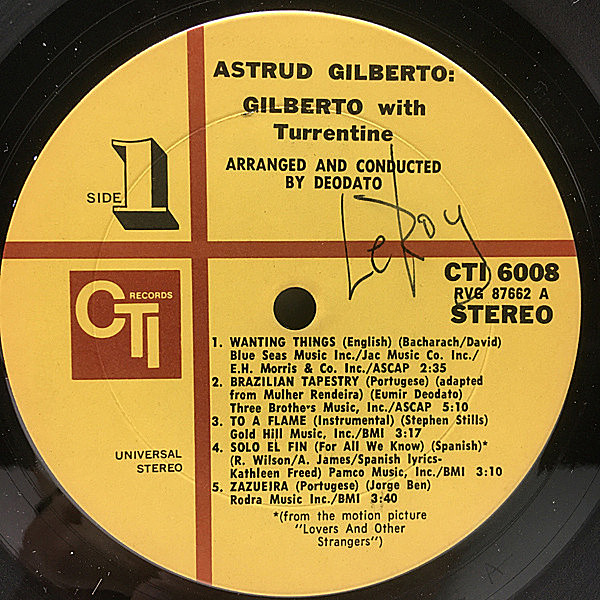 ASTRUD GILBERTO:
GILBERTO with
Turrentine
ARRANGED AND CONDUCTED
BY DEODATO
SIDE 1
LeRoy
CTI RECORDS
CTI 6008
RVG 87662 A
STEREO
1. WANTING THINGS (English) (Bacharach/David)
Blue Seas Music Inc./Jac Music Co. Inc./
E.H. Morris & Co. Inc./ASCAP 2:35
2. BRAZILIAN TAPESTRY (Portugese) (adapted
from Mulher Rendeira) (Eumir Deodato)
Three Brothers Music, Inc./ASCAP 5:10
3. TO A FLAME (Instrumental) (Stephen Stills)
Gold Hill Music, Inc./BMI 3:17
4. SOLO EL FIN (For All We Know) (Spanish)*
(R. Wilson/A. James/Spanish lyrics-
Kathleen Freed) Pamco Music, Inc./BMI 3:10
5. ZAZUEIRA (Portugese) (Jorge Ben)
Rodra Music Inc./BMI 3:40
*(from the motion picture
"Lovers And Other
Strangers")
UNIVERSAL
STEREO